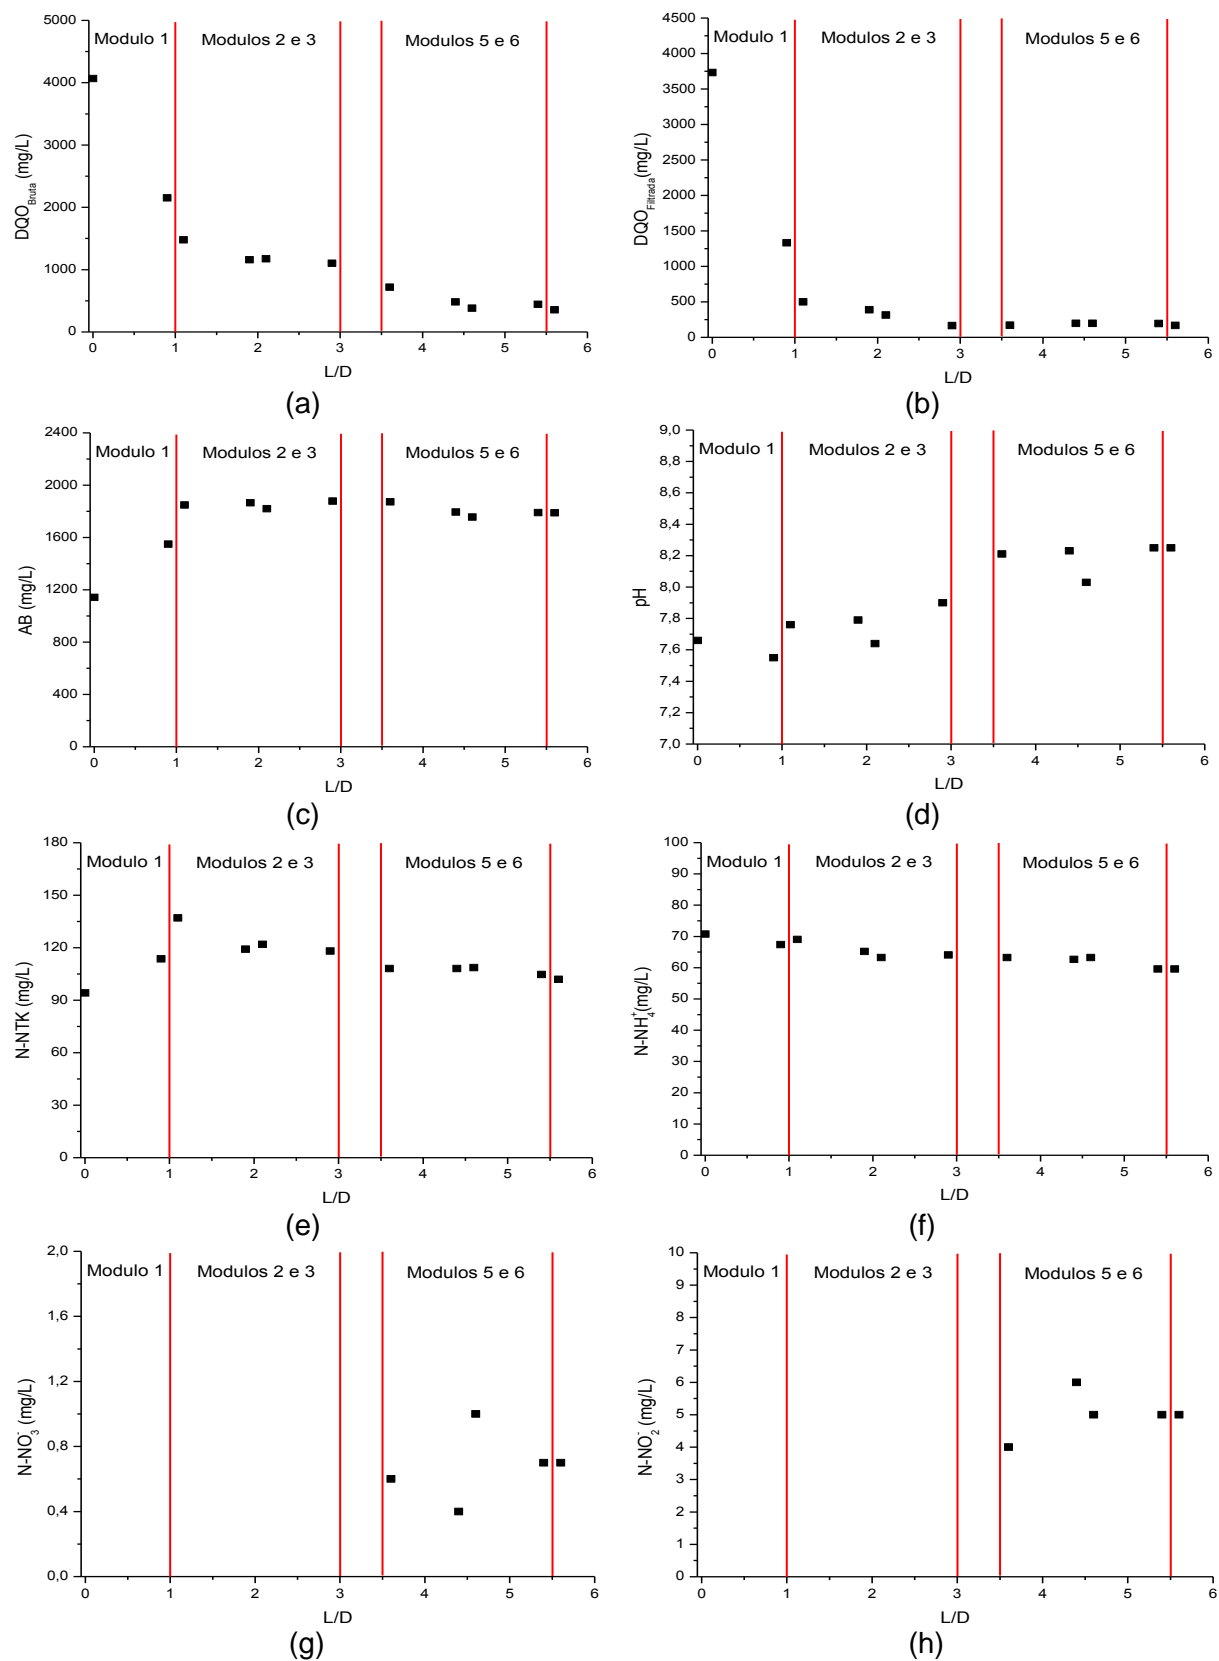 5000
4000
3000
2000
1000
0
DQO Bruta (mg/L)
Modulo 1 Modulos 2 e 3 Modulos 5 e 6
0 1 2 3 4 5 6
L/D
(a)
4500
4000
3750
3500
3000
2500
2000
1500
1000
500
0
DQO Filtrada (mg/L)
Modulo 1 Modulos 2 e 3 Modulos 5 e 6
0 1 2 3 4 5 6
L/D
(b)
2400
2000
1600
1200
800
400
0
AB (mg/L)
Modulo 1 Modulos 2 e 3 Modulos 5 e 6
0 1 2 3 4 5 6
L/D
(c)
9,0
8,8
8,6
8,4
8,2
8,0
7,8
7,6
7,4
7,2
7,0
pH
Modulo 1 Modulos 2 e 3 Modulos 5 e 6
0 1 2 3 4 5 6
L/D
(d)
180
150
120
90
60
30
0
N-NTK (mg/L)
Modulo 1 Modulos 2 e 3 Modulos 5 e 6
0 1 2 3 4 5 6
L/D
(e)
100
90
80
70
60
50
40
30
20
10
0
N-NH₄⁺(mg/L)
Modulo 1 Modulos 2 e 3 Modulos 5 e 6
0 1 2 3 4 5 6
L/D
(f)
2,0
1,6
1,2
0,8
0,4
0,0
N-NO₃⁻ (mg/L)
Modulo 1 Modulos 2 e 3 Modulos 5 e 6
0 1 2 3 4 5 6
L/D
(g)
10
9
8
7
6
5
4
3
2
1
0
N-NO₂⁻ (mg/L)
Modulo 1 Modulos 2 e 3 Modulos 5 e 6
0 1 2 3 4 5 6
L/D
(h)